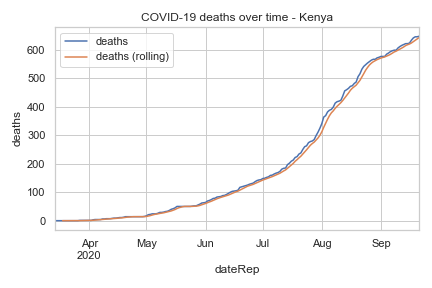 COVID-19 deaths over time - Kenya
deaths
deaths (rolling)
600
500
400
300
200
100
0
deaths
Apr May Jun Jul Aug Sep
2020
dateRep